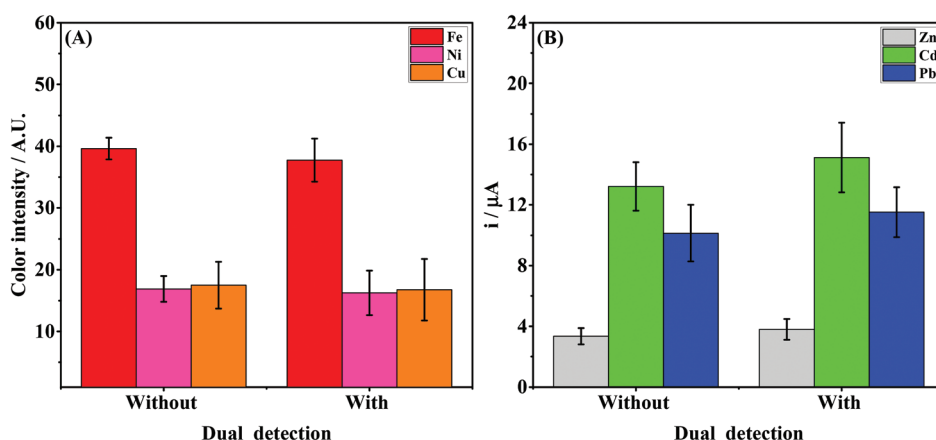 (A)
Fe
Ni
Cu
60
50
40
30
20
10
Color intensity / A.U.
Without
With
Dual detection
(B)
Zn
Cd
Pb
24
20
16
12
8
4
0
i / μA
Without
With
Dual detection